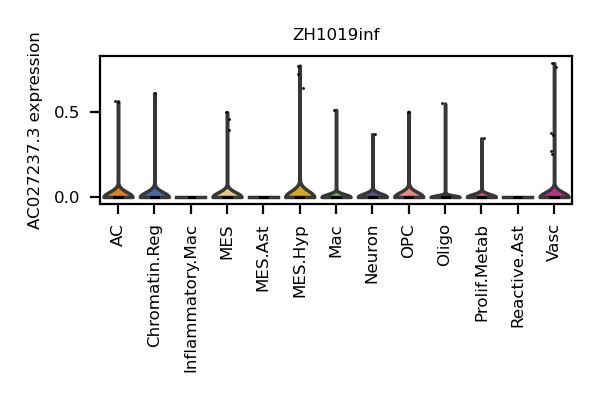 ZH1019inf
AC027237.3 expression
0.5
0.0
AC
Chromatin.Reg
Inflammatory.Mac
MES
MES.Ast
MES.Hyp
Mac
Neuron
OPC
Oligo
Prolif.Metab
Reactive.Ast
Vasc